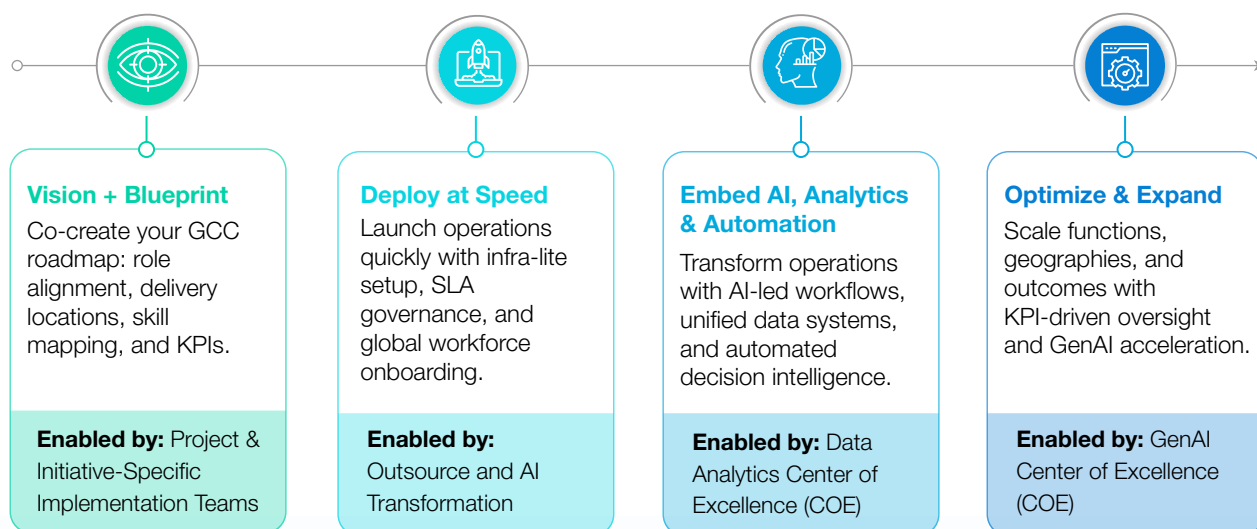 Vision + Blueprint
Co-create your GCC
roadmap: role
alignment, delivery
locations, skill
mapping, and KPIs.
Enabled by: Project &
Initiative-Specific
Implementation Teams
Deploy at Speed
Launch operations
quickly with infra-lite
setup, SLA
governance, and
global workforce
onboarding.
Enabled by:
Outsource and AI
Transformation
Embed AI, Analytics
& Automation
Transform operations
with AI-led workflows,
unified data systems,
and automated
decision intelligence.
Enabled by: Data
Analytics Center of
Excellence (COE)
Optimize & Expand
Scale functions,
geographies, and
outcomes with
KPI-driven oversight
and GenAI acceleration.
Enabled by: GenAI
Center of Excellence
(COE)